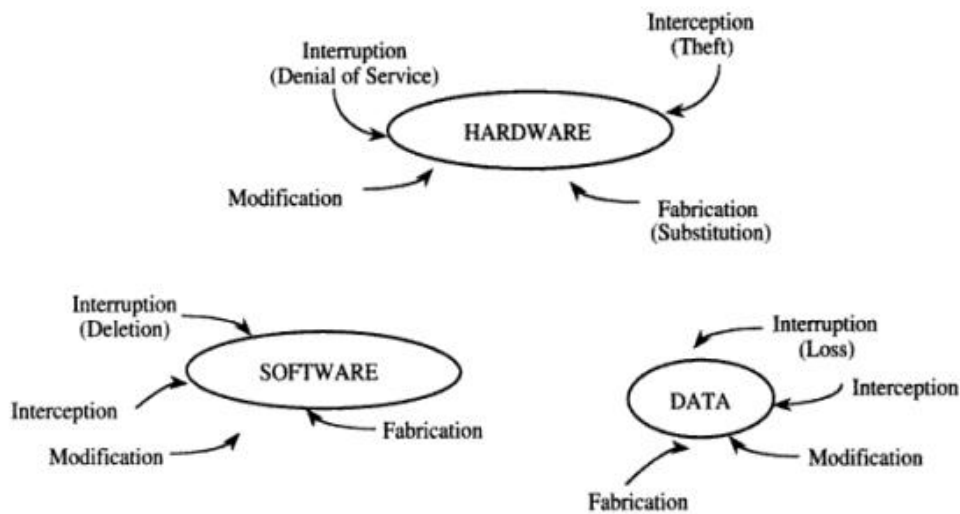 Interception
(Theft)
Interruption
(Denial of Service)
HARDWARE
Modification
Fabrication
(Substitution)
Interruption
(Deletion)
SOFTWARE
Interception
Fabrication
Modification
Interruption
(Loss)
Interception
DATA
Modification
Fabrication